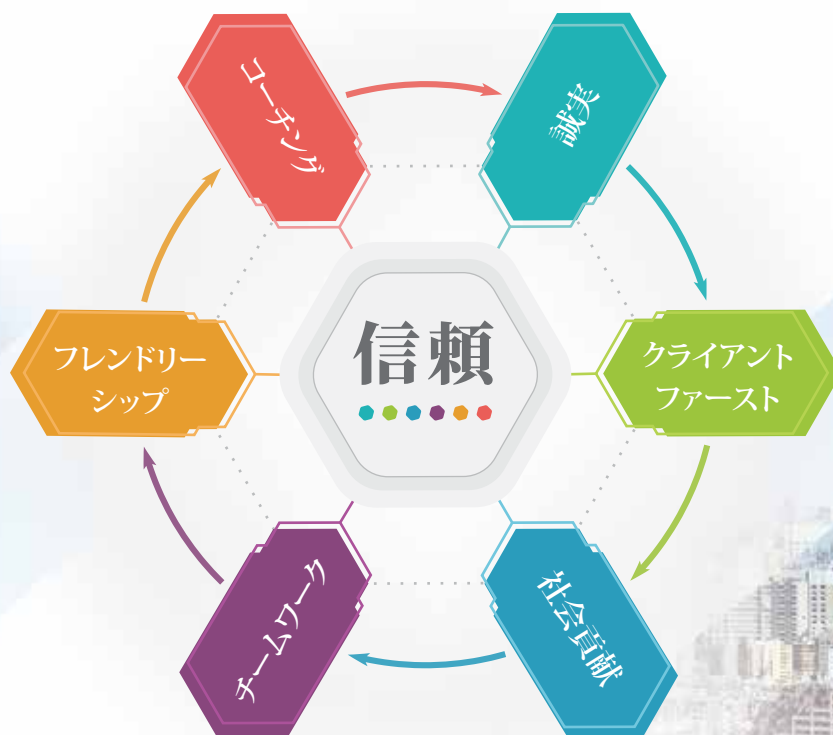 信頼
誠実
クライアント
ファースト
社会貢献
チームワーク
フレンドリー
シップ
コーチング